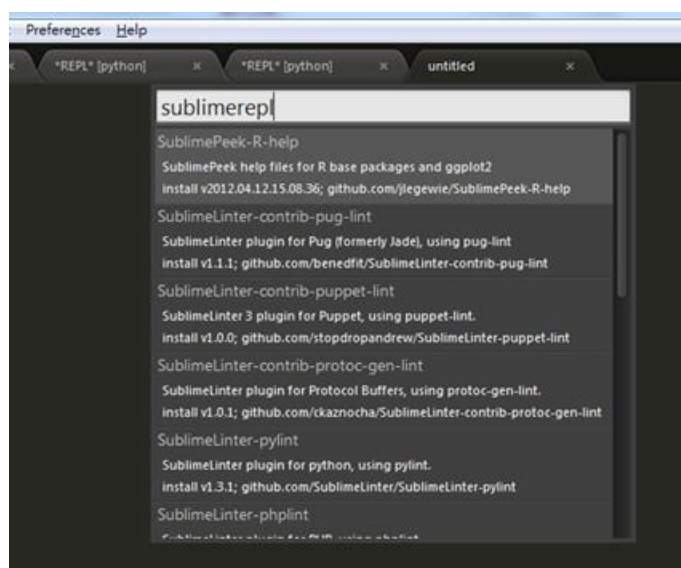 Preferences Help
× *REPL* [python] × *REPL* [python] × untitled ×
sublimerepl
SublimePeek-R-help
SublimePeek help files for R base packages and ggplot2
install v2012.04.12.15.08.36; github.com/jlegewie/SublimePeek-R-help
SublimeLinter-contrib-pug-lint
SublimeLinter plugin for Pug (formerly Jade), using pug-lint
install v1.1.1; github.com/benedfit/SublimeLinter-contrib-pug-lint
SublimeLinter-contrib-puppet-lint
SublimeLinter 3 plugin for Puppet, using puppet-lint.
install v1.0.0; github.com/stopdropandrew/SublimeLinter-puppet-lint
SublimeLinter-contrib-protoc-gen-lint
SublimeLinter plugin for Protocol Buffers, using protoc-gen-lint.
install v1.0.1; github.com/ckaznocha/SublimeLinter-contrib-protoc-gen-lint
SublimeLinter-pylint
SublimeLinter plugin for python, using pylint.
install v1.3.1; github.com/SublimeLinter/SublimeLinter-pylint
SublimeLinter-phplint
SublimeLinter plugin for PHP, using phplint